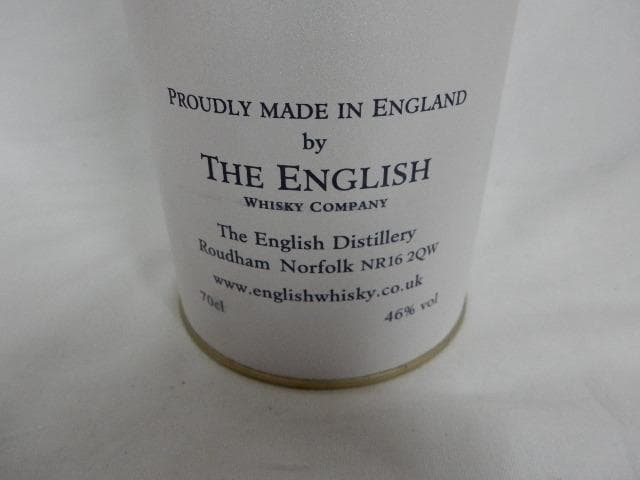 PROUDLY MADE IN ENGLAND
by
THE ENGLISH
WHISKY COMPANY
The English Distillery
Roudham Norfolk NR16 2QW
www.englishwhisky.co.uk
70cl 46% vol